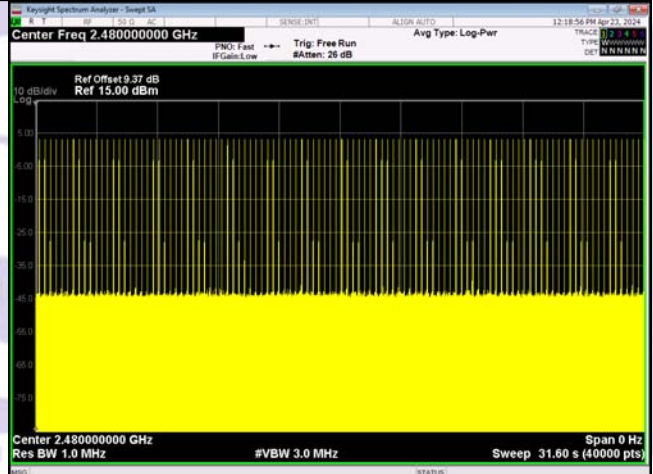 Keysight Spectrum Analyzer - Swept SA
R T RF 50 Ω AC SENSE:INT ALIGN AUTO 12:18:56 PM Apr 23, 2024
Center Freq 2.480000000 GHz Avg Type: Log-Pwr TRACE 1 2 3 4 5 6
PNO: Fast Trig: Free Run TYPE WWWWWW
IFGain:Low #Atten: 26 dB DET N N N N N N
Ref Offset 9.37 dB
10 dB/div Ref 15.00 dBm
Log
5.00
-5.00
-15.0
-25.0
-35.0
-45.0
-55.0
-65.0
-75.0
Center 2.480000000 GHz Span 0 Hz
Res BW 1.0 MHz #VBW 3.0 MHz Sweep 31.60 s (40000 pts)
MSG STATUS